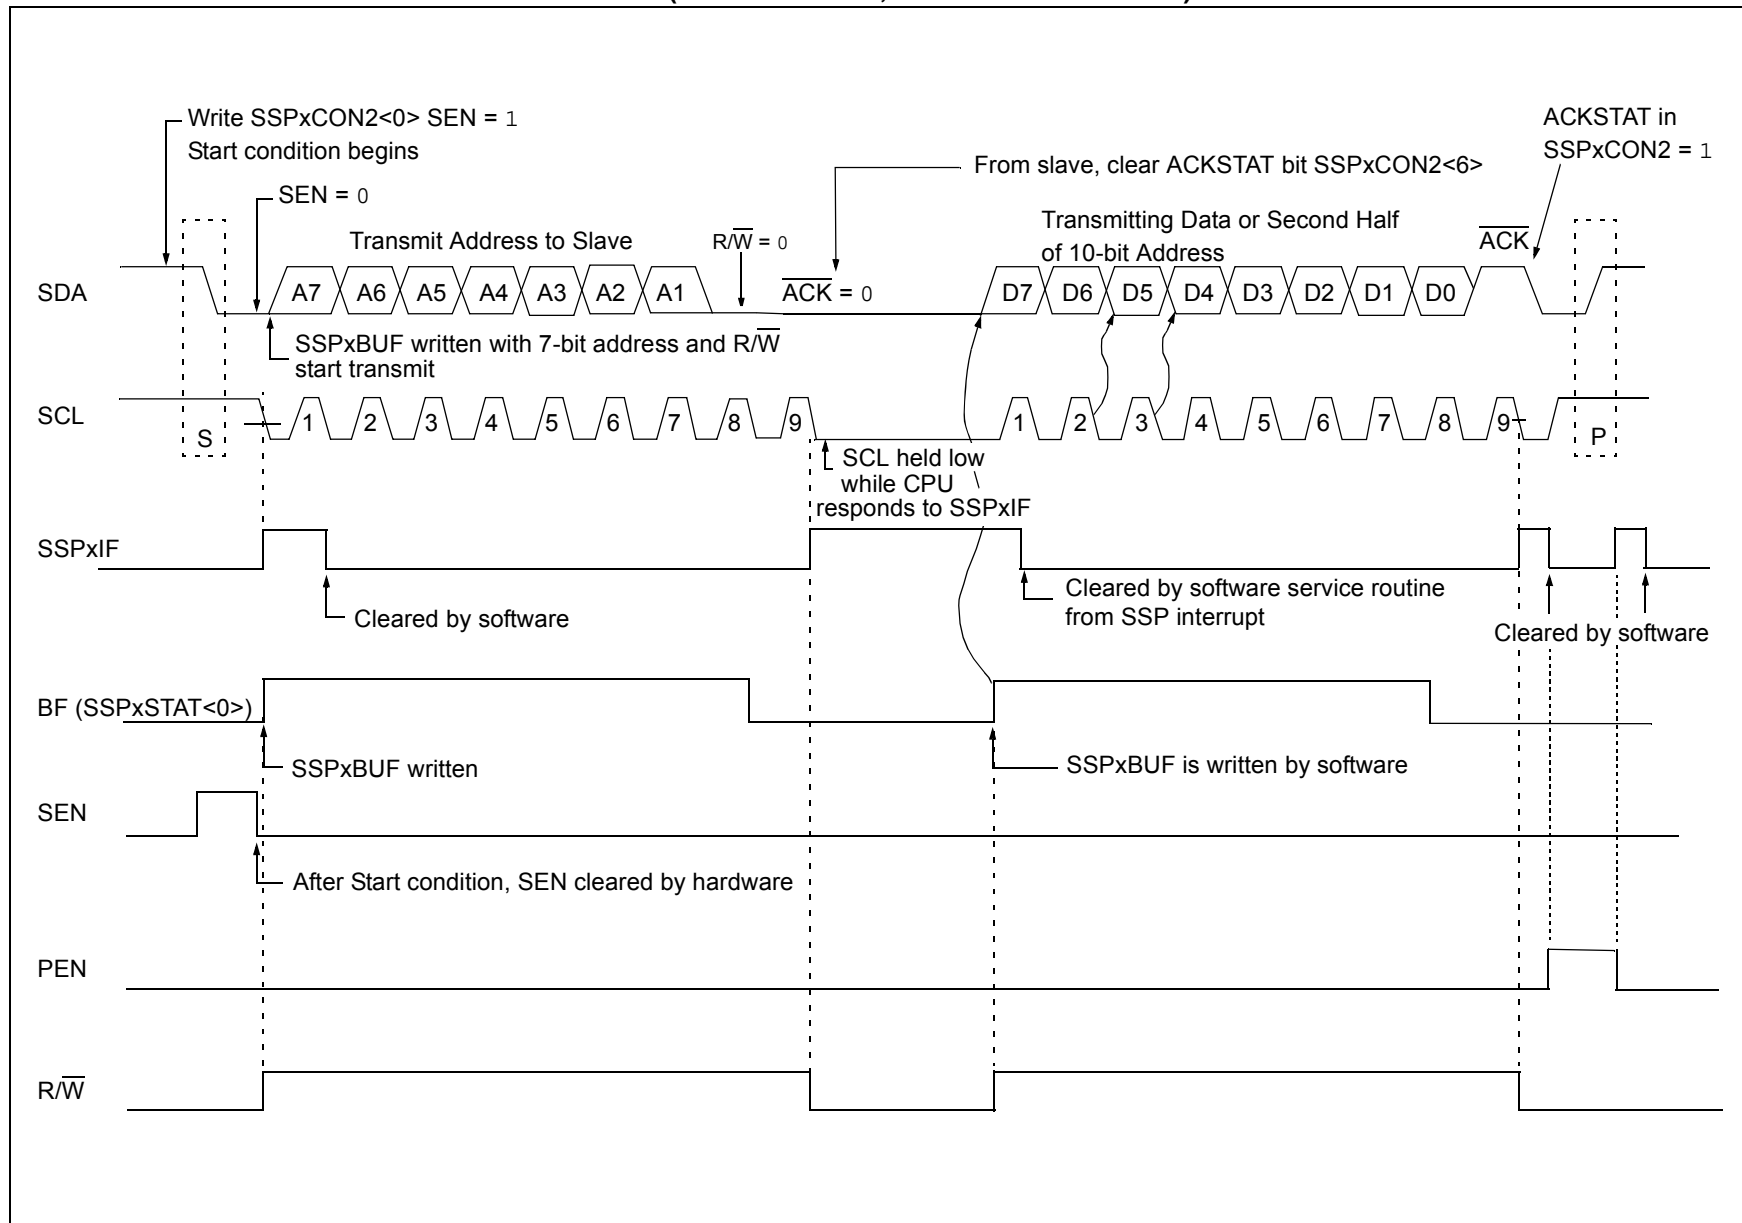 Write SSPxCON2<0> SEN = 1
Start condition begins
ACKSTAT in
SSPxCON2 = 1
From slave, clear ACKSTAT bit SSPxCON2<6>
SEN = 0
Transmit Address to Slave
R/W̅ = 0
Transmitting Data or Second Half
of 10-bit Address
A̅C̅K̅
SDA
A7 A6 A5 A4 A3 A2 A1
A̅C̅K̅ = 0
D7 D6 D5 D4 D3 D2 D1 D0
SSPxBUF written with 7-bit address and R/W̅
start transmit
SCL
S
1 2 3 4 5 6 7 8 9
1 2 3 4 5 6 7 8 9
P
SCL held low
while CPU
responds to SSPxIF
SSPxIF
Cleared by software
Cleared by software service routine
from SSP interrupt
Cleared by software
BF (SSPxSTAT<0>)
SSPxBUF written
SSPxBUF is written by software
SEN
After Start condition, SEN cleared by hardware
PEN
R/W̅